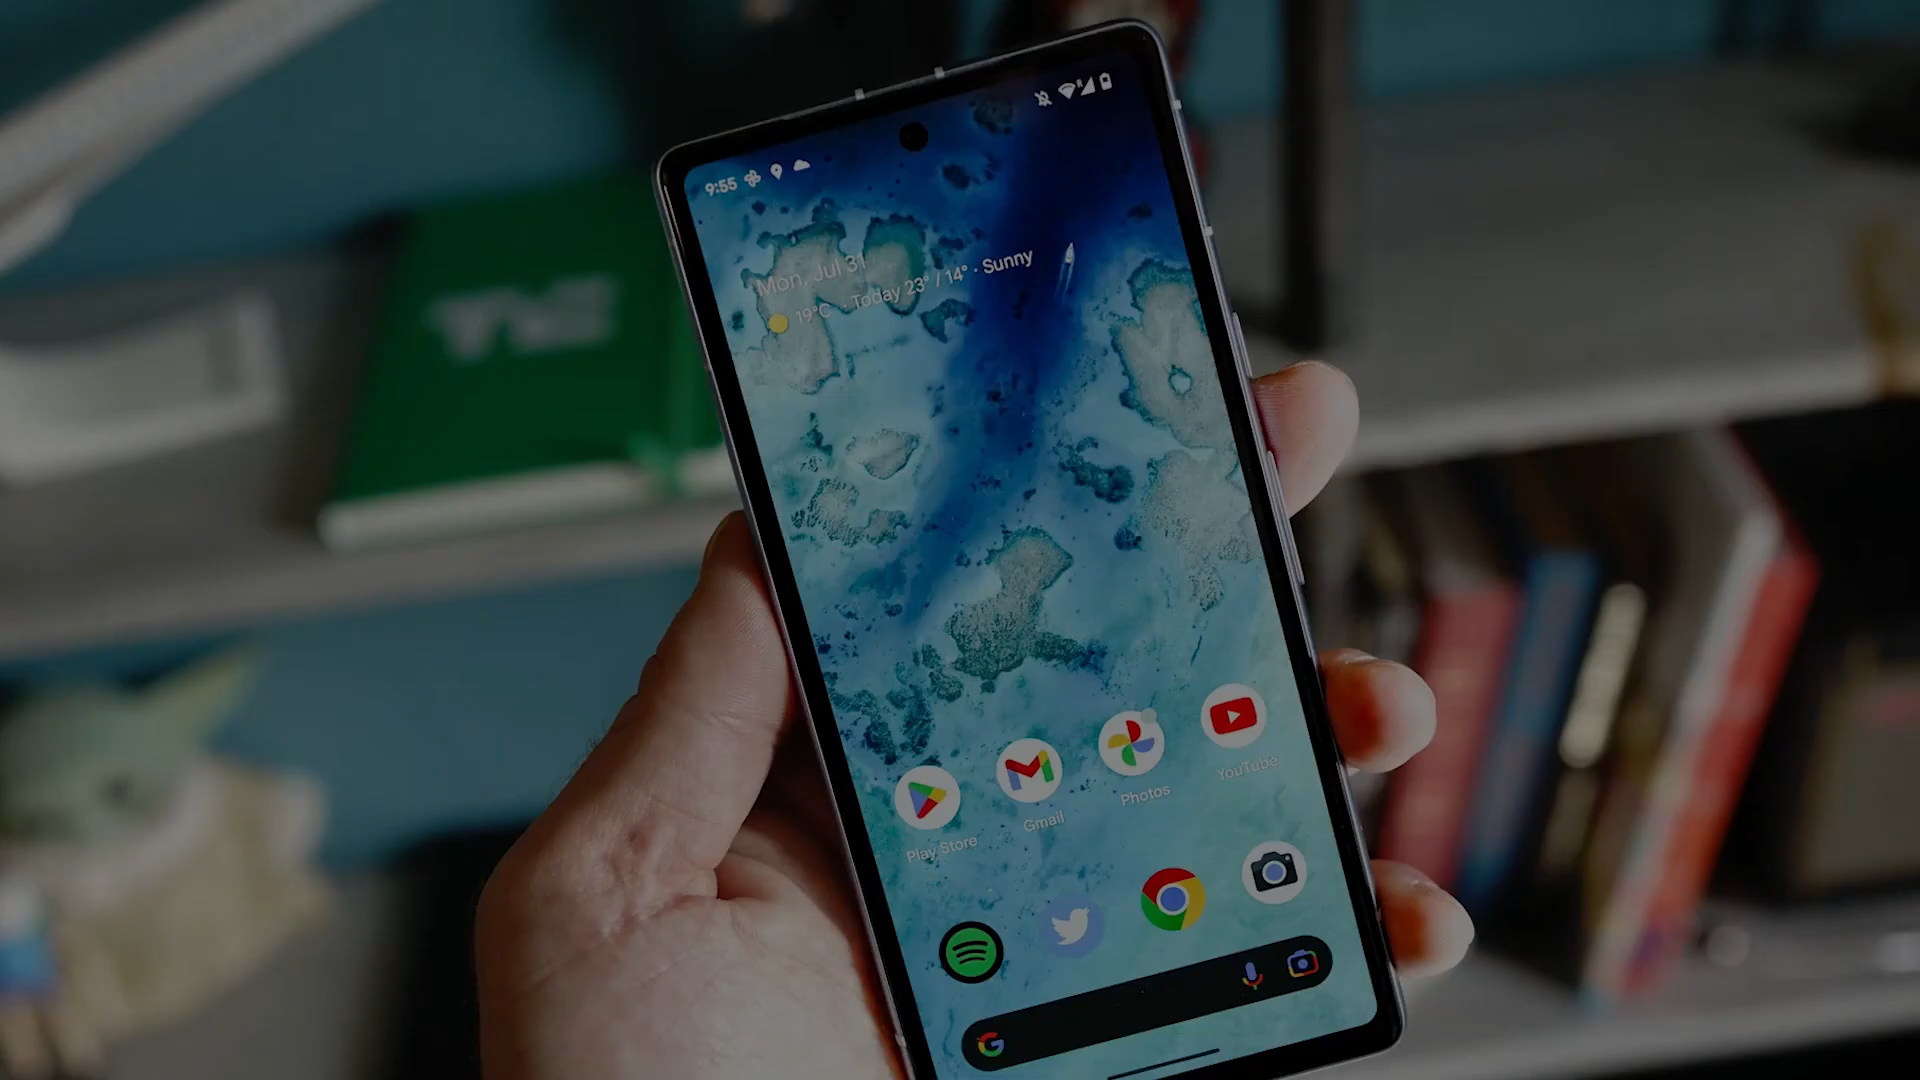 9:55
Mon, Jul 31
19°C · Today 23° / 14° · Sunny
Play Store
Gmail
Photos
YouTube